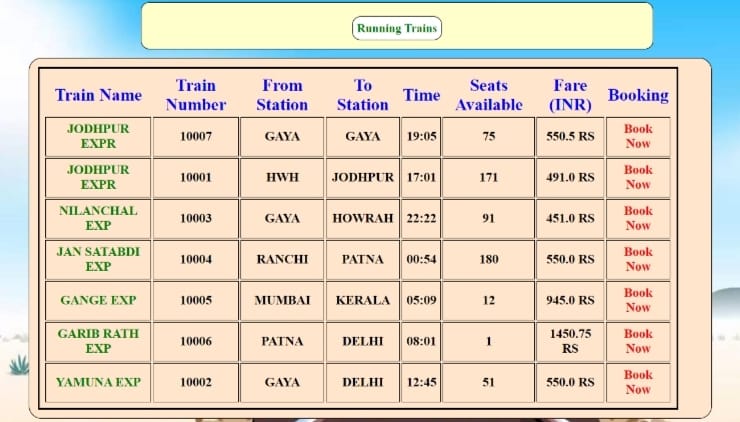 Running Trains
Train Name Train Number From Station To Station Time Seats Available Fare (INR) Booking
JODHPUR EXPR 10007 GAYA GAYA 19:05 75 550.5 RS Book Now
JODHPUR EXPR 10001 HWH JODHPUR 17:01 171 491.0 RS Book Now
NILANCHAL EXP 10003 GAYA HOWRAH 22:22 91 451.0 RS Book Now
JAN SATABDI EXP 10004 RANCHI PATNA 00:54 180 550.0 RS Book Now
GANGE EXP 10005 MUMBAI KERALA 05:09 12 945.0 RS Book Now
GARIB RATH EXP 10006 PATNA DELHI 08:01 1 1450.75 RS Book Now
YAMUNA EXP 10002 GAYA DELHI 12:45 51 550.0 RS Book Now